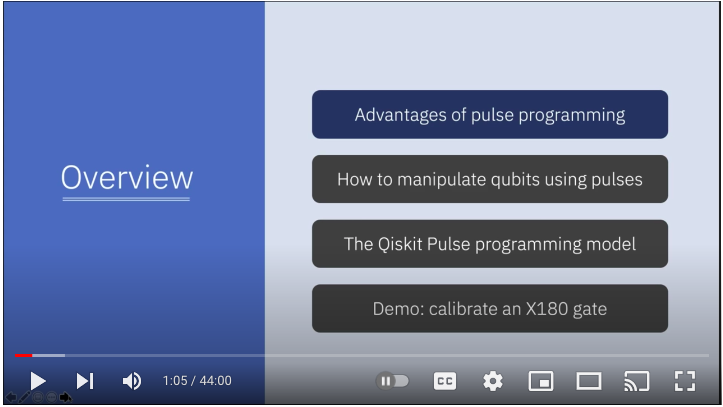 Overview
Advantages of pulse programming
How to manipulate qubits using pulses
The Qiskit Pulse programming model
Demo: calibrate an X180 gate
1:05 / 44:00
CC